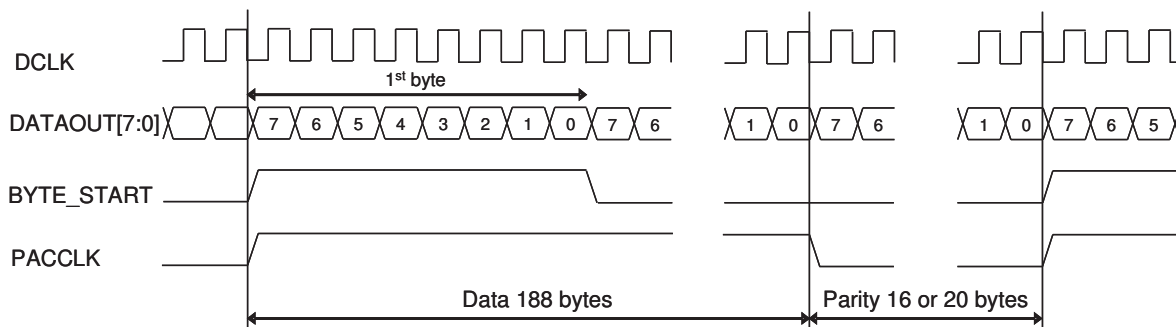 DCLK
1st byte
DATAOUT[7:0] 7 6 5 4 3 2 1 0 7 6 1 0 7 6 1 0 7 6 5
BYTE_START
PACCLK
Data 188 bytes Parity 16 or 20 bytes